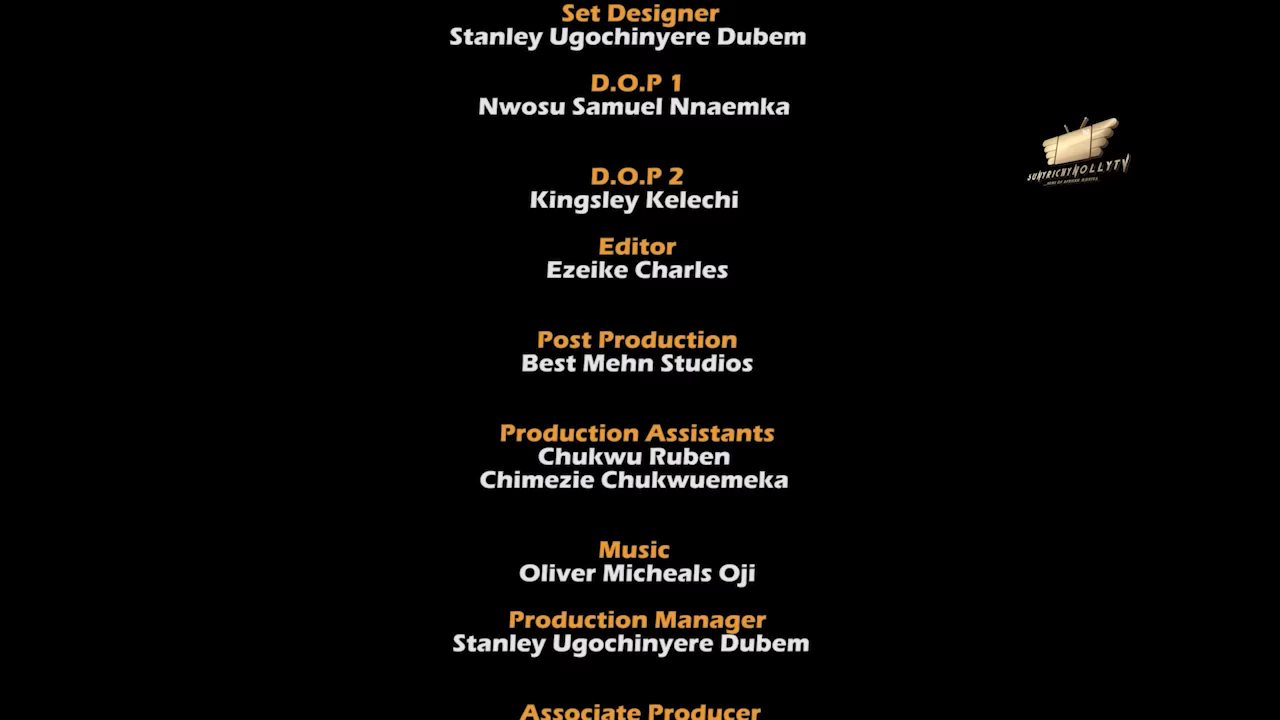 Set Designer
Stanley Ugochinyere Dubem
D.O.P 1
Nwosu Samuel Nnaemka
D.O.P 2
Kingsley Kelechi
Editor
Ezeike Charles
Post Production
Best Mehn Studios
Production Assistants
Chukwu Ruben
Chimezie Chukwuemeka
Music
Oliver Micheals Oji
Production Manager
Stanley Ugochinyere Dubem
Associate Producer
SUNTRICHYNOLLYTV